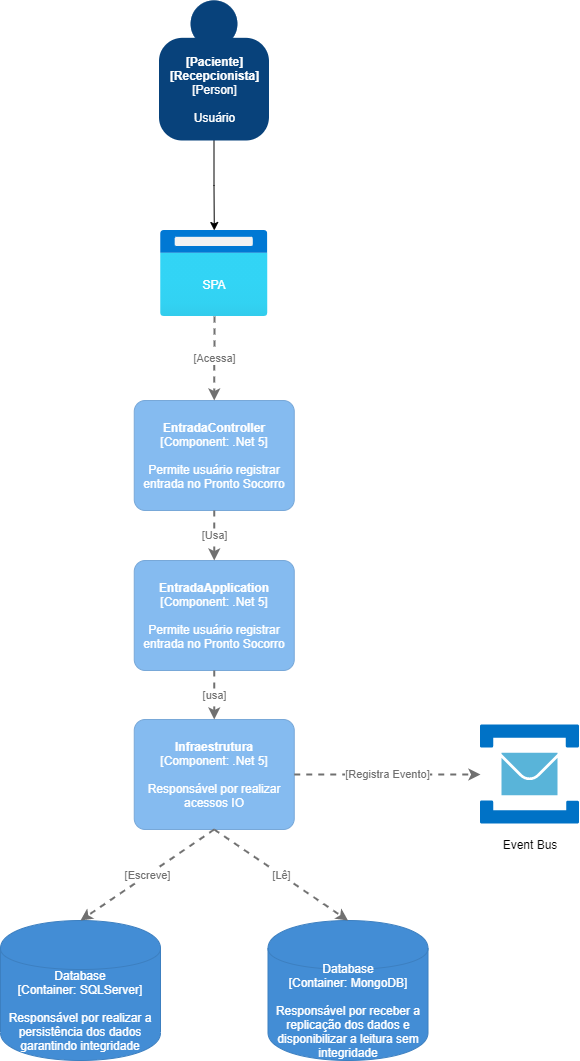 [Paciente]
[Recepcionista]
[Person]
Usuário
SPA
[Acessa]
EntradaController
[Component: .Net 5]
Permite usuário registrar
entrada no Pronto Socorro
[Usa]
EntradaApplication
[Component: .Net 5]
Permite usuário registrar
entrada no Pronto Socorro
[usa]
Infraestrutura
[Component: .Net 5]
Responsável por realizar
acessos IO
[Registra Evento]
Event Bus
[Escreve]
[Lê]
Database
[Container: SQLServer]
Responsável por realizar a
persistência dos dados
garantindo integridade
Database
[Container: MongoDB]
Responsável por receber a
replicação dos dados e
disponibilizar a leitura sem
integridade